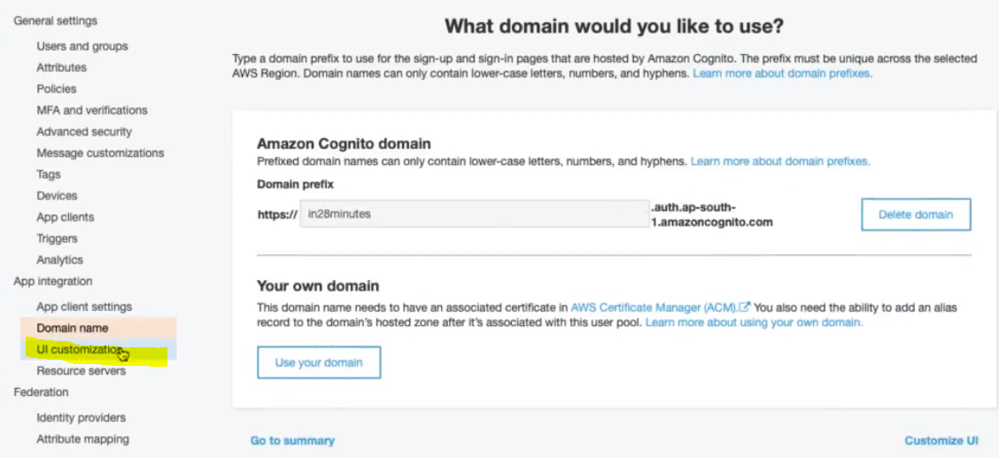 General settings
Users and groups
Attributes
Policies
MFA and verifications
Advanced security
Message customizations
Tags
Devices
App clients
Triggers
Analytics
App integration
App client settings
Domain name
UI customization
Resource servers
Federation
Identity providers
Attribute mapping
What domain would you like to use?
Type a domain prefix to use for the sign-up and sign-in pages that are hosted by Amazon Cognito. The prefix must be unique across the selected
AWS Region. Domain names can only contain lower-case letters, numbers, and hyphens. Learn more about domain prefixes.
Amazon Cognito domain
Prefixed domain names can only contain lower-case letters, numbers, and hyphens. Learn more about domain prefixes.
Domain prefix
https:// in28minutes .auth.ap-south-
1.amazoncognito.com
Delete domain
Your own domain
This domain name needs to have an associated certificate in AWS Certificate Manager (ACM). You also need the ability to add an alias
record to the domain's hosted zone after it's associated with this user pool. Learn more about using your own domain.
Use your domain
Go to summary
Customize UI